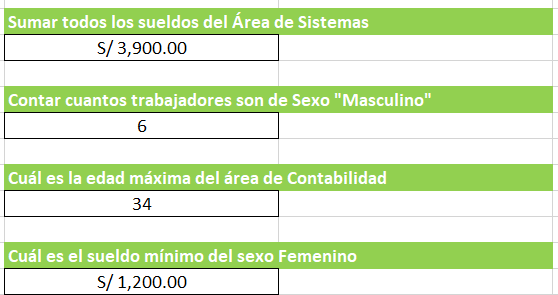 Sumar todos los sueldos del Área de Sistemas
S/ 3,900.00
Contar cuantos trabajadores son de Sexo "Masculino"
6
Cuál es la edad máxima del área de Contabilidad
34
Cuál es el sueldo mínimo del sexo Femenino
S/ 1,200.00